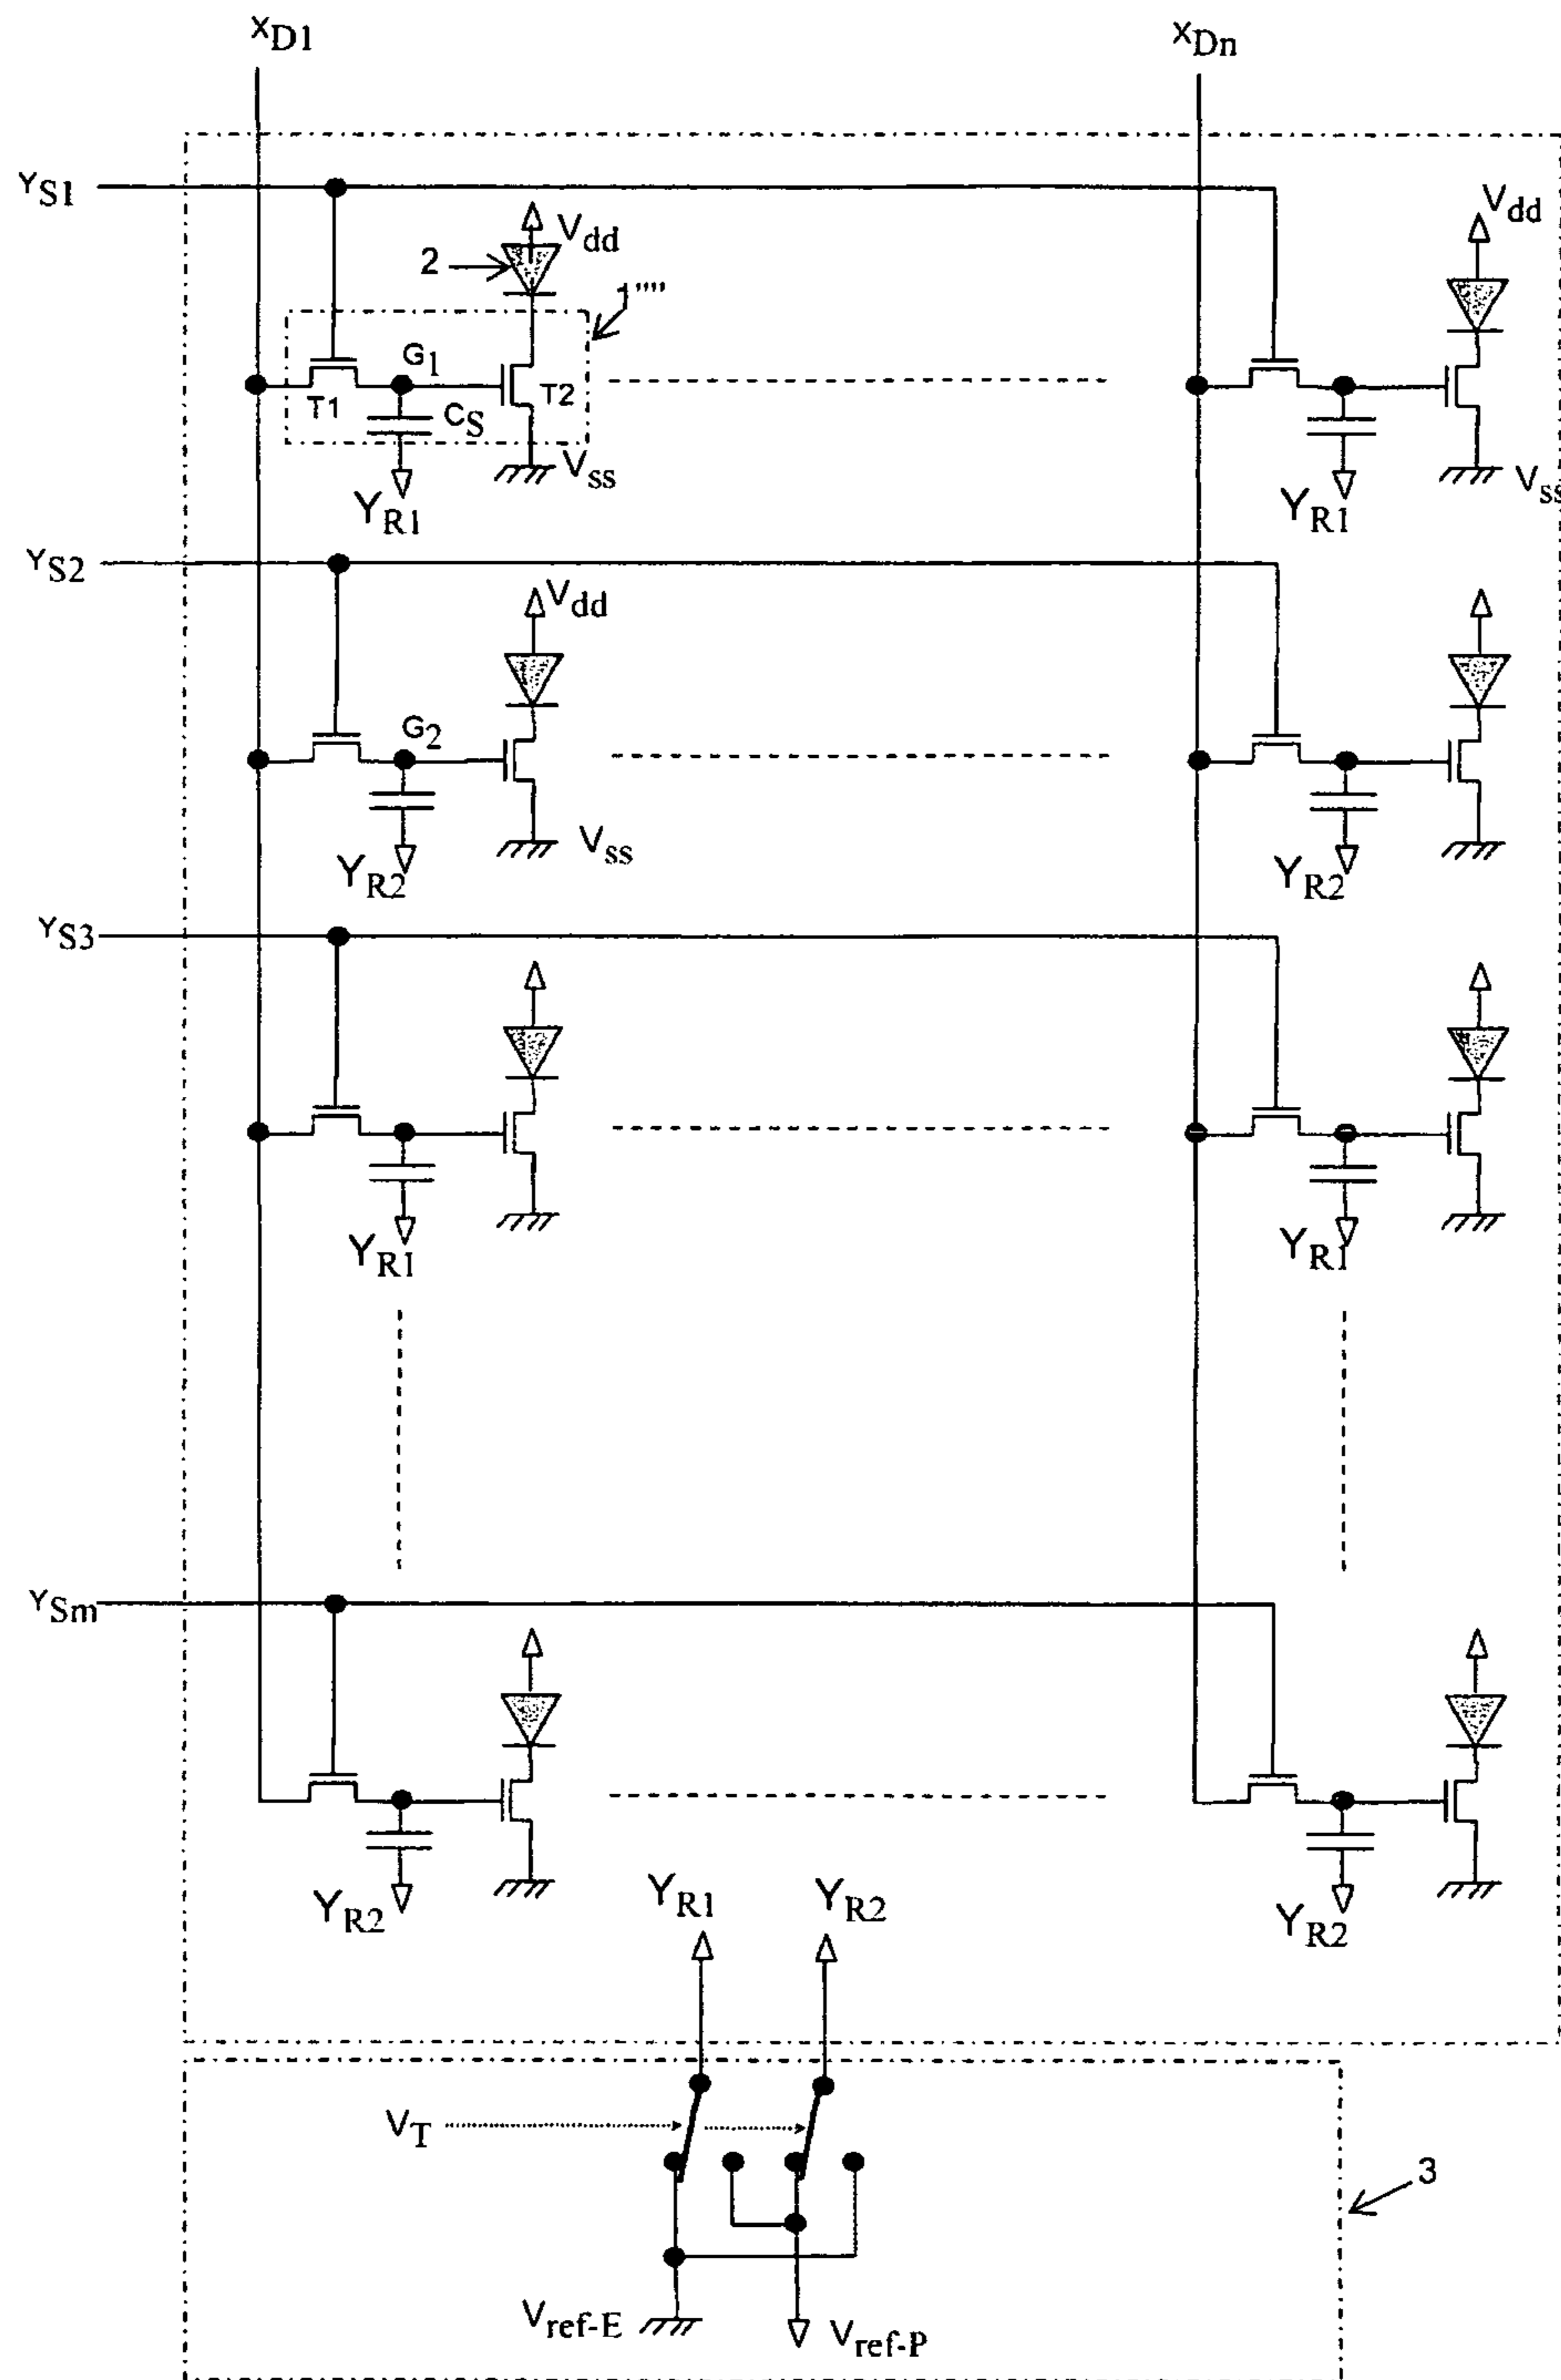 XD1 XDn
YS1
Vdd Vdd
2
1''''
G1
T1 CS T2
Vss Vss
YR1 YR1
YS2
Vdd
G2
Vss
YR2 YR2
YS3
YR1 YR1
YSm
YR2 YR1 YR2 YR2
VT
3
Vref-E Vref-P